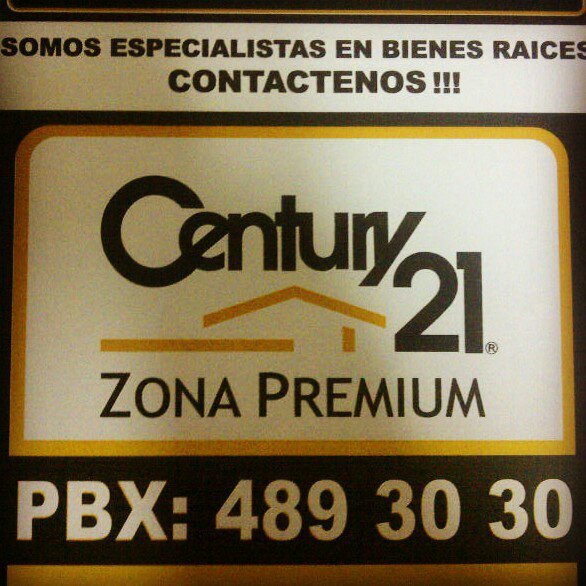 SOMOS ESPECIALISTAS EN BIENES RAICES
CONTACTENOS !!!
Century
21®
ZONA PREMIUM
PBX: 489 30 30